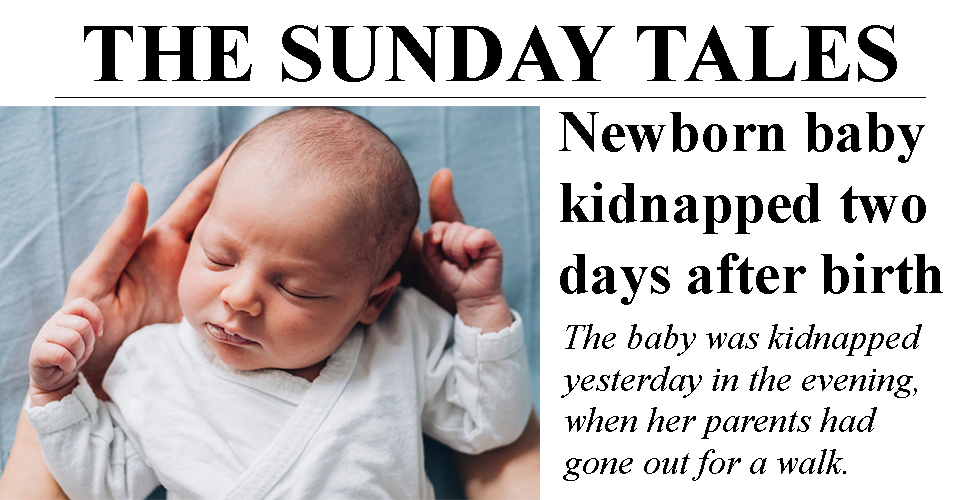 THE SUNDAY TALES
Newborn baby
kidnapped two
days after birth
The baby was kidnapped
yesterday in the evening,
when her parents had
gone out for a walk.